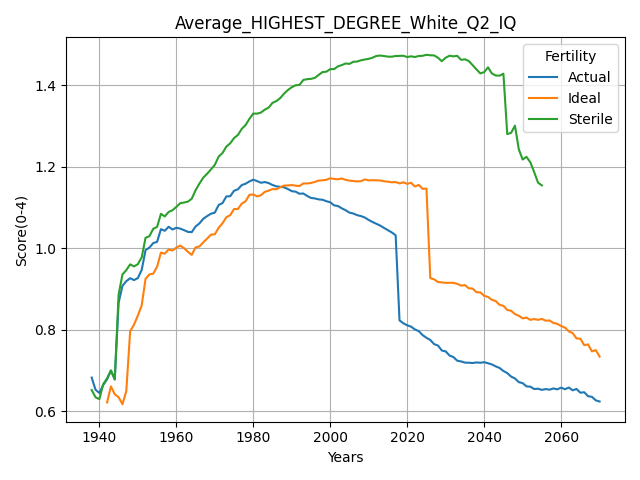 Average_HIGHEST_DEGREE_White_Q2_IQ
Fertility
Actual
Ideal
Sterile
1.4
1.2
1.0
0.8
0.6
Score(0-4)
1940 1960 1980 2000 2020 2040 2060
Years